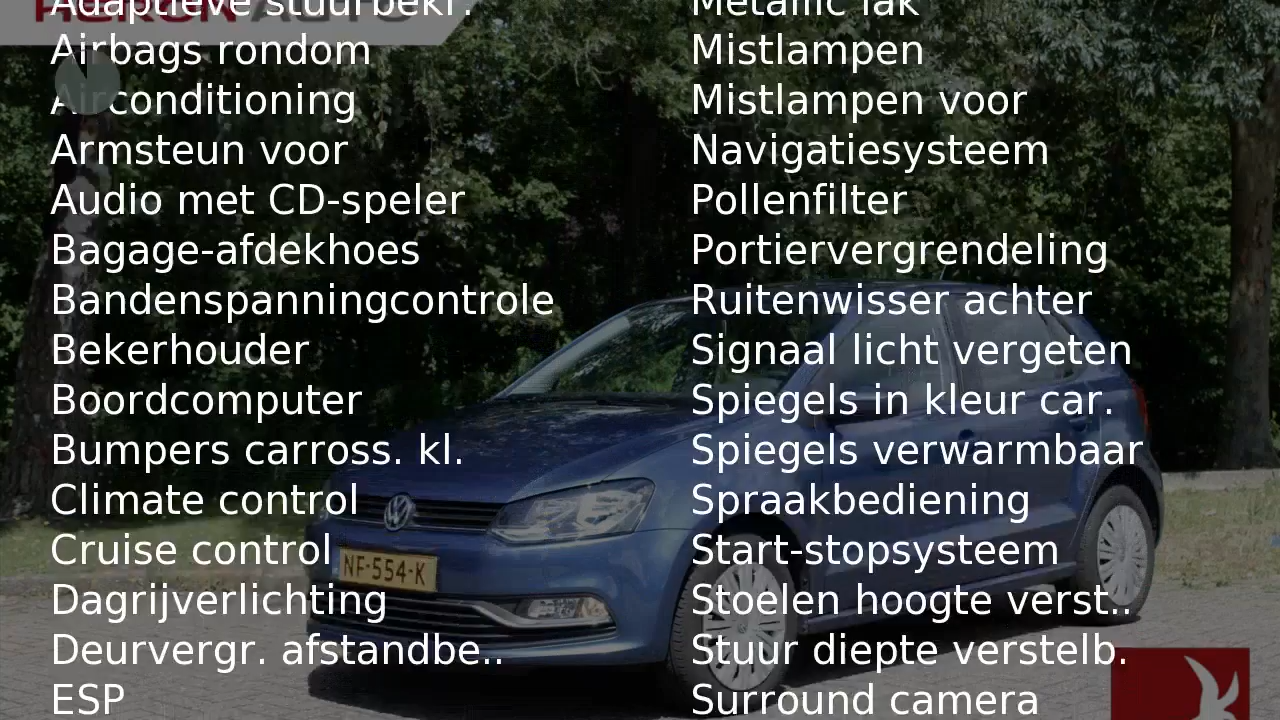 Adaptieve stuurbekr.
Airbags rondom
Airconditioning
Armsteun voor
Audio met CD-speler
Bagage-afdekhoes
Bandenspanningcontrole
Bekerhouder
Boordcomputer
Bumpers carross. kl.
Climate control
Cruise control
Dagrijverlichting
Deurvergr. afstandbe..
ESP
Metallic lak
Mistlampen
Mistlampen voor
Navigatiesysteem
Pollenfilter
Portiervergrendeling
Ruitenwisser achter
Signaal licht vergeten
Spiegels in kleur car.
Spiegels verwarmbaar
Spraakbediening
Start-stopsysteem
Stoelen hoogte verst..
Stuur diepte verstelb.
Surround camera
NF-554-K